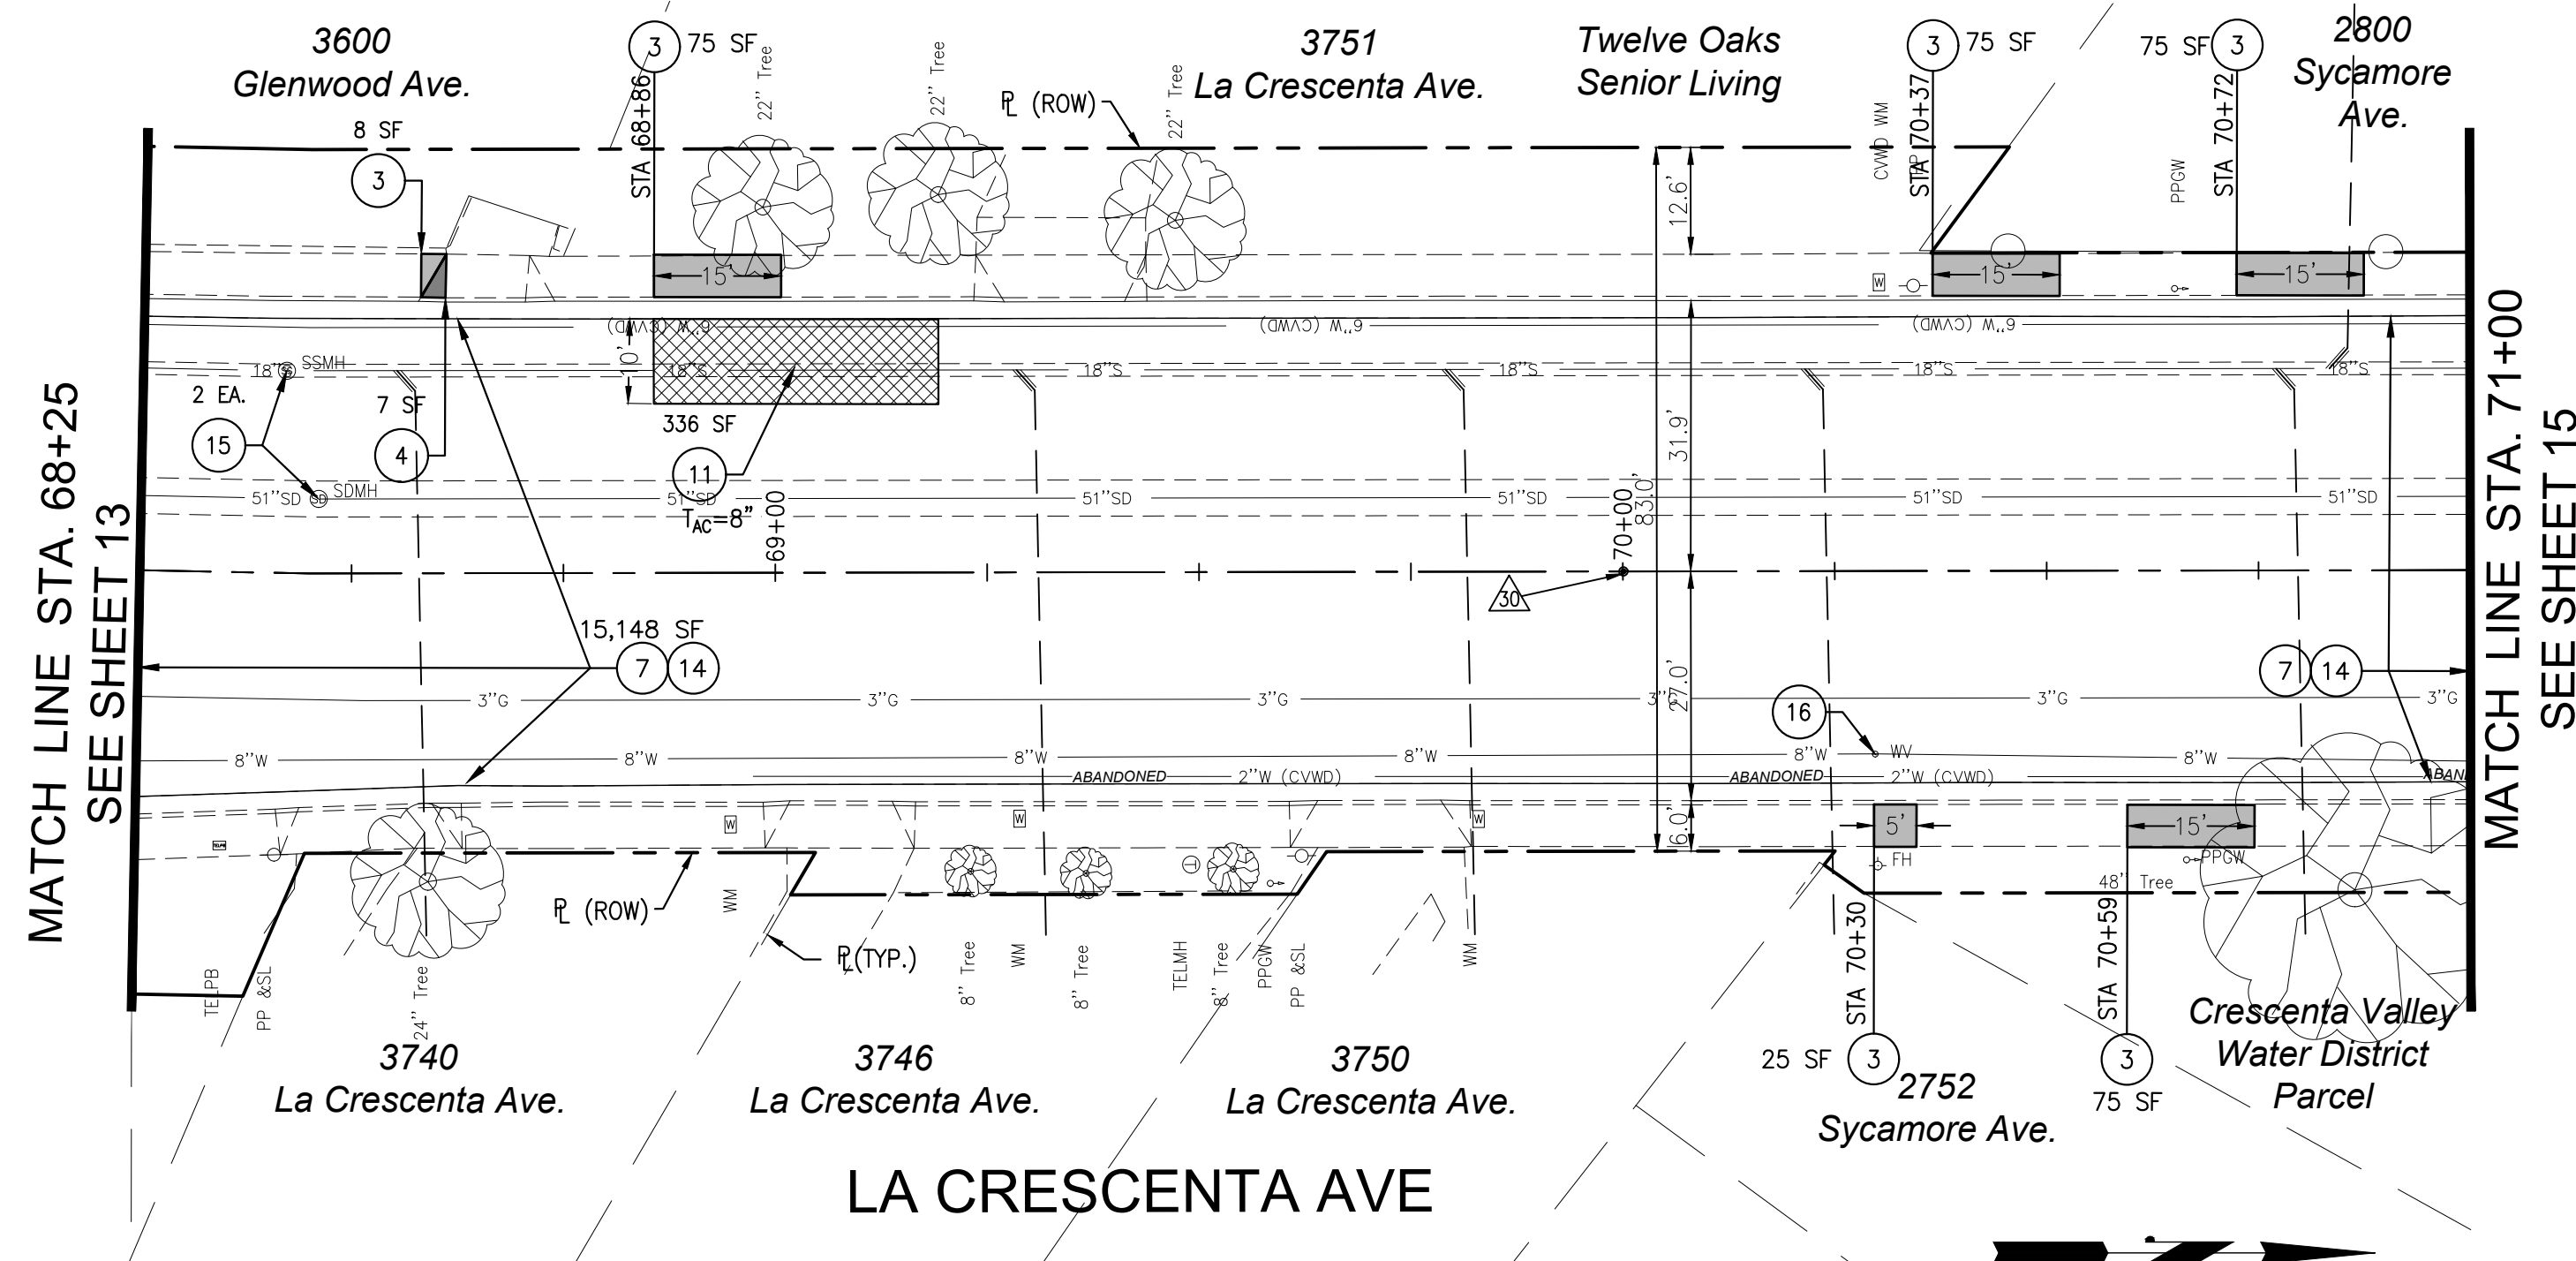 3600
Glenwood Ave.
3 75 SF
STA 68+86
22" Tree
22" Tree
℄ (ROW)
22" Tree
3751
La Crescenta Ave.
Twelve Oaks
Senior Living
3 75 SF
STA 70+37
CVWD WM
75 SF 3
STA 70+72
PPGW
2800
Sycamore
Ave.
8 SF
3
15'
12.6'
W
15'
15'
6"W (CVWD)
6"W (CVWD)
6"W (CVWD)
10'
18"S
SSMH
18"S
18"S
18"S
18"S
18"S
2 EA.
15
7 SF
4
336 SF
11
TAC=8"
31.9'
83.0'
51"SD
SD
SDMH
51"SD
51"SD
51"SD
51"SD
51"SD
69+00
70+00
30
15,148 SF
7 14
7 14
27.0'
3"G
3"G
3"G
3"G
3"G
3"G
16
WV
8"W
8"W
8"W
8"W
8"W
8"W
ABANDONED
2"W (CVWD)
ABANDONED
2"W (CVWD)
ABAN
W
W
W
6.0'
5'
15'
FH
PPGW
48" Tree
℄ (ROW)
WM
℄ (TYP.)
TELPB
PP &SL
24" Tree
8" Tree
WM
8" Tree
TELMH
8" Tree
PPGW
PP &SL
WM
STA 70+30
STA 70+59
3740
La Crescenta Ave.
3746
La Crescenta Ave.
3750
La Crescenta Ave.
25 SF 3
2752
Sycamore Ave.
3
75 SF
Crescenta Valley
Water District
Parcel
LA CRESCENTA AVE
MATCH LINE STA. 68+25
SEE SHEET 13
MATCH LINE STA. 71+00
SEE SHEET 15